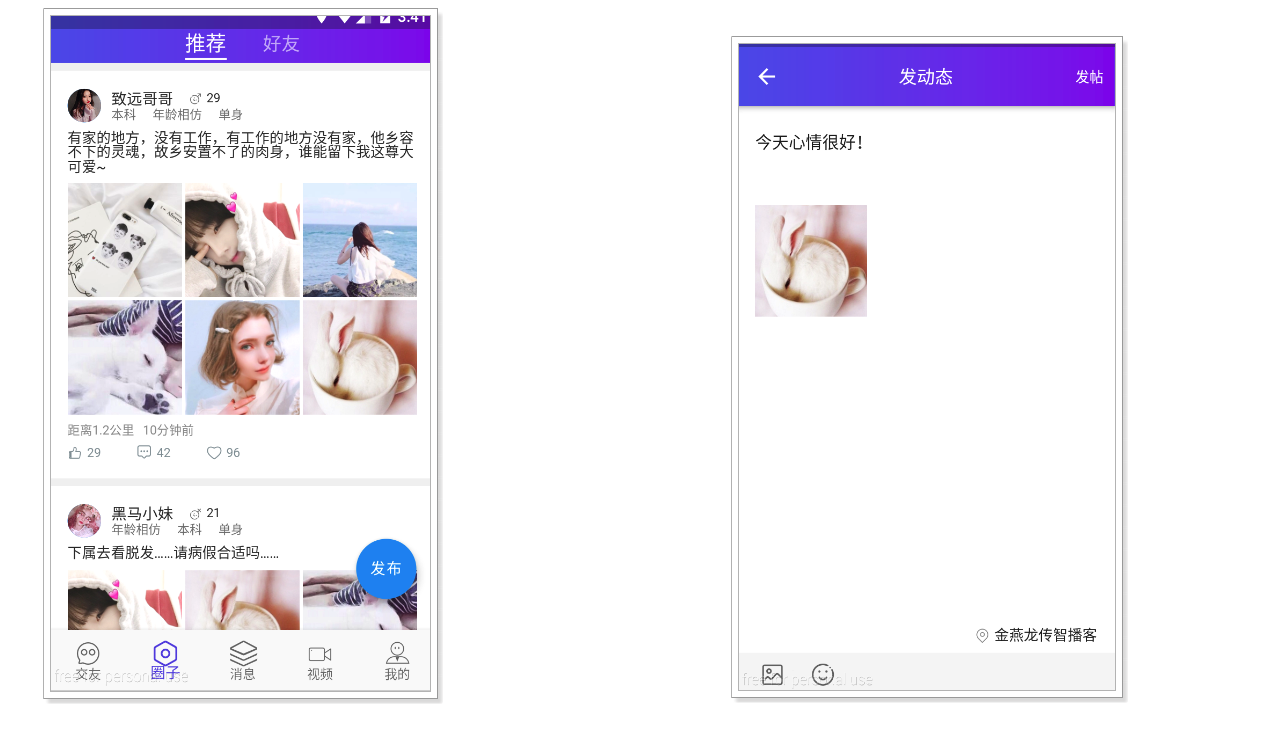 3:41
推荐 好友
致远哥哥 29
本科 年龄相仿 单身
有家的地方，没有工作，有工作的地方没有家，他乡容
不下的灵魂，故乡安置不了的肉身，谁能留下我这尊大
可爱~
距离1.2公里 10分钟前
29 42 96
黑马小妹 21
年龄相仿 本科 单身
下属去看脱发……请病假合适吗……
发布
交友 圈子 消息 视频 我的
free for personal use
发动态 发帖
今天心情很好！
金燕龙传智播客
free for personal use